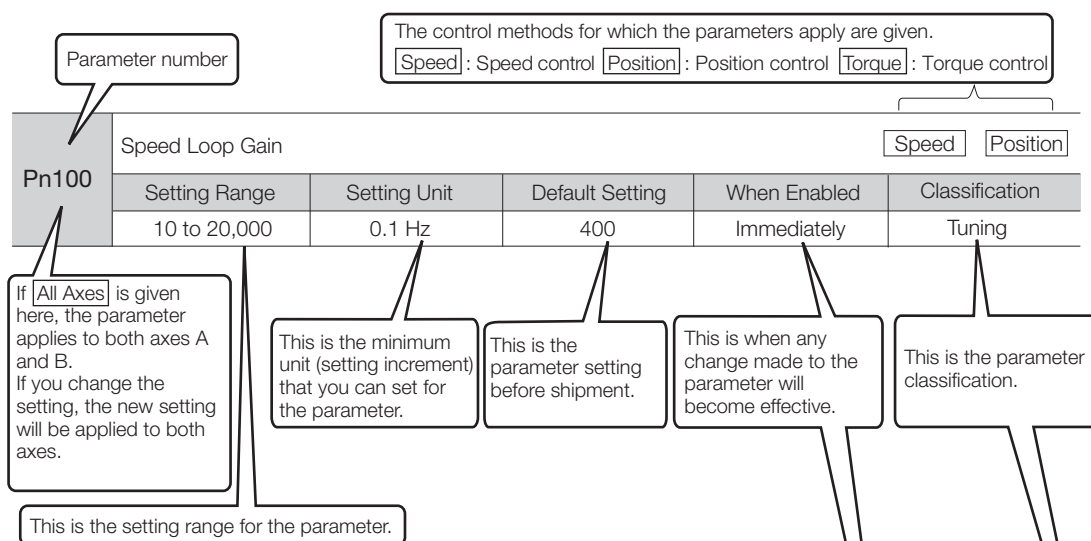 The control methods for which the parameters apply are given.
Speed : Speed control Position : Position control Torque : Torque control
Parameter number
Pn100
Speed Loop Gain
Speed Position
Setting Range Setting Unit Default Setting When Enabled Classification
10 to 20,000 0.1 Hz 400 Immediately Tuning
If All Axes is given
here, the parameter
applies to both axes A
and B.
If you change the
setting, the new setting
will be applied to both
axes.
This is the minimum
unit (setting increment)
that you can set for
the parameter.
This is the
parameter setting
before shipment.
This is when any
change made to the
parameter will
become effective.
This is the parameter
classification.
This is the setting range for the parameter.